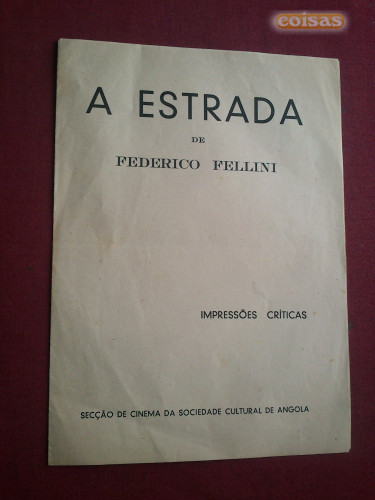 coisas
A ESTRADA
DE
FEDERICO FELLINI
IMPRESSÕES CRÍTICAS
SECÇÃO DE CINEMA DA SOCIEDADE CULTURAL DE ANGOLA